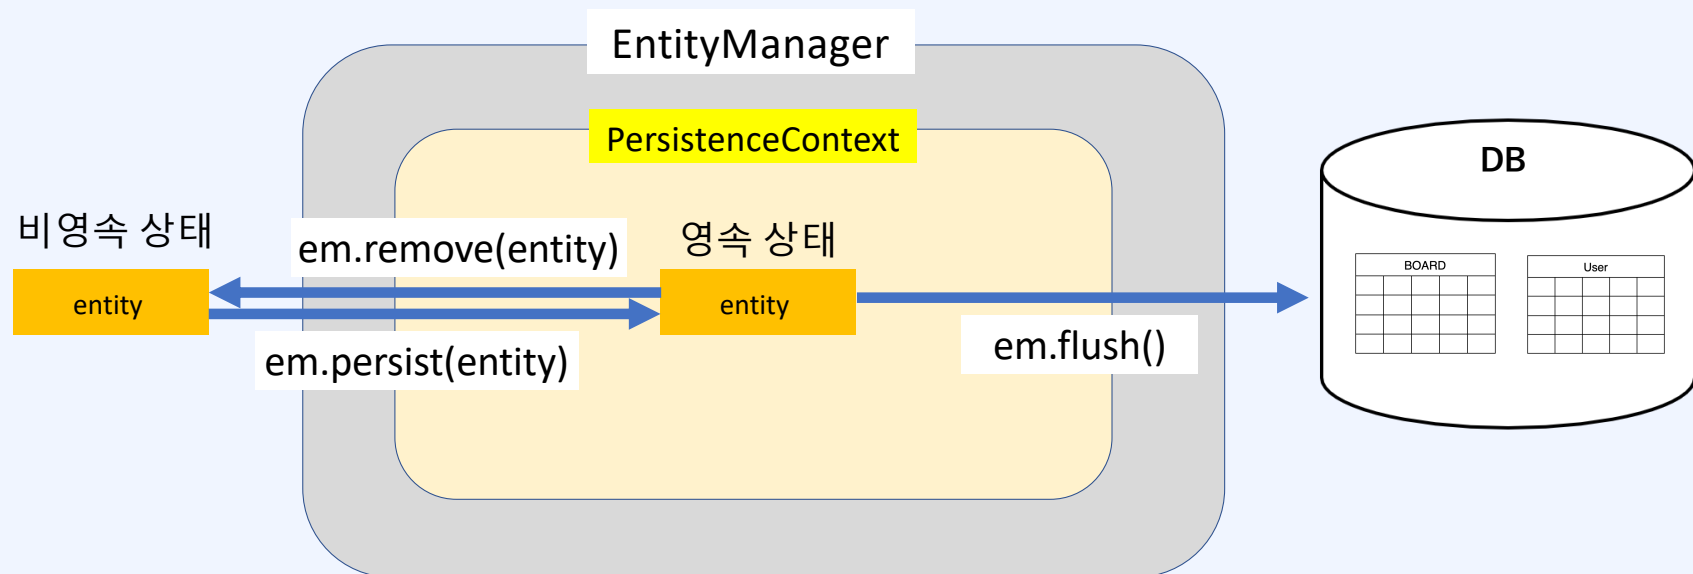 EntityManager
PersistenceContext
DB
비영속 상태
em.remove(entity)
영속 상태
entity
entity
em.persist(entity)
em.flush()
BOARD
User